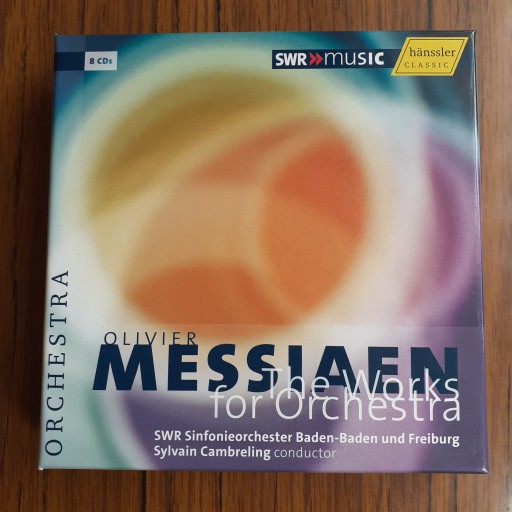 8 CDs
SWR»musIC
hänssler
CLASSIC
ORCHESTRA
OLIVIER
MESSIAEN
The Works
for Orchestra
SWR Sinfonieorchester Baden-Baden und Freiburg
Sylvain Cambreling conductor